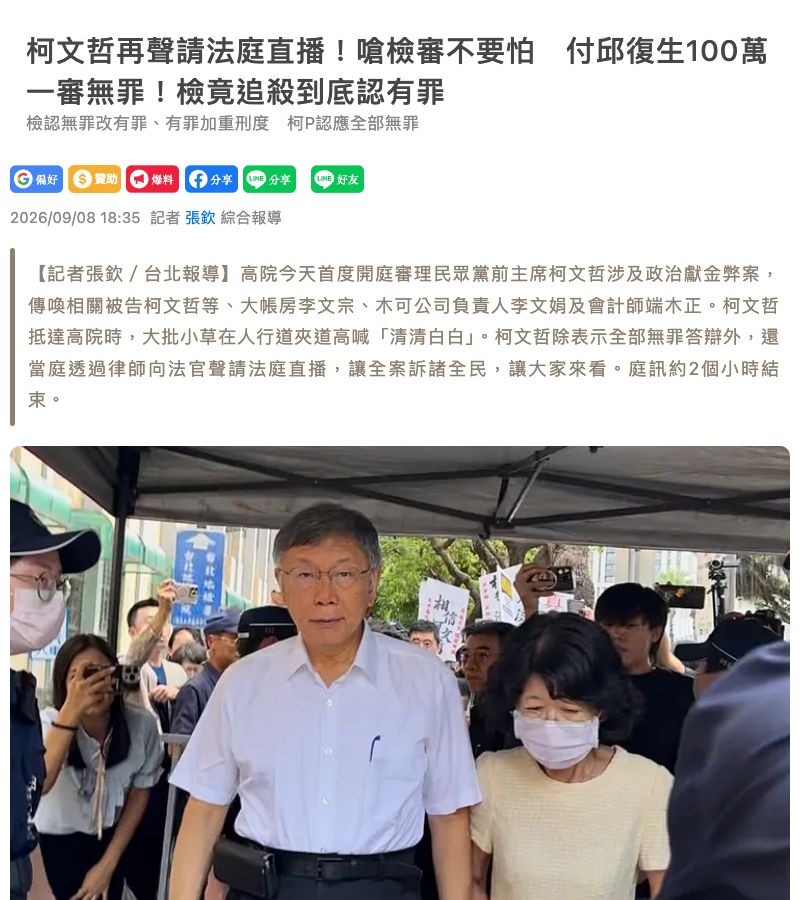 柯文哲再聲請法庭直播！嗆檢審不要怕　付邱復生100萬
一審無罪！檢竟追殺到底認有罪
檢認無罪改有罪、有罪加重刑度　柯P認應全部無罪
G 偏好 $ 贊助 爆料 f 分享 LINE 分享 LINE 好友
2026/09/08 18:35 記者 張欽 綜合報導
【記者張欽／台北報導】高院今天首度開庭審理民眾黨前主席柯文哲涉及政治獻金弊案，
傳喚相關被告柯文哲等、大帳房李文宗、木可公司負責人李文娟及會計師端木正。柯文哲
抵達高院時，大批小草在人行道夾道高喊「清清白白」。柯文哲除表示全部無罪答辯外，還
當庭透過律師向法官聲請法庭直播，讓全案訴諸全民，讓大家來看。庭訊約2個小時結
束。
相信文